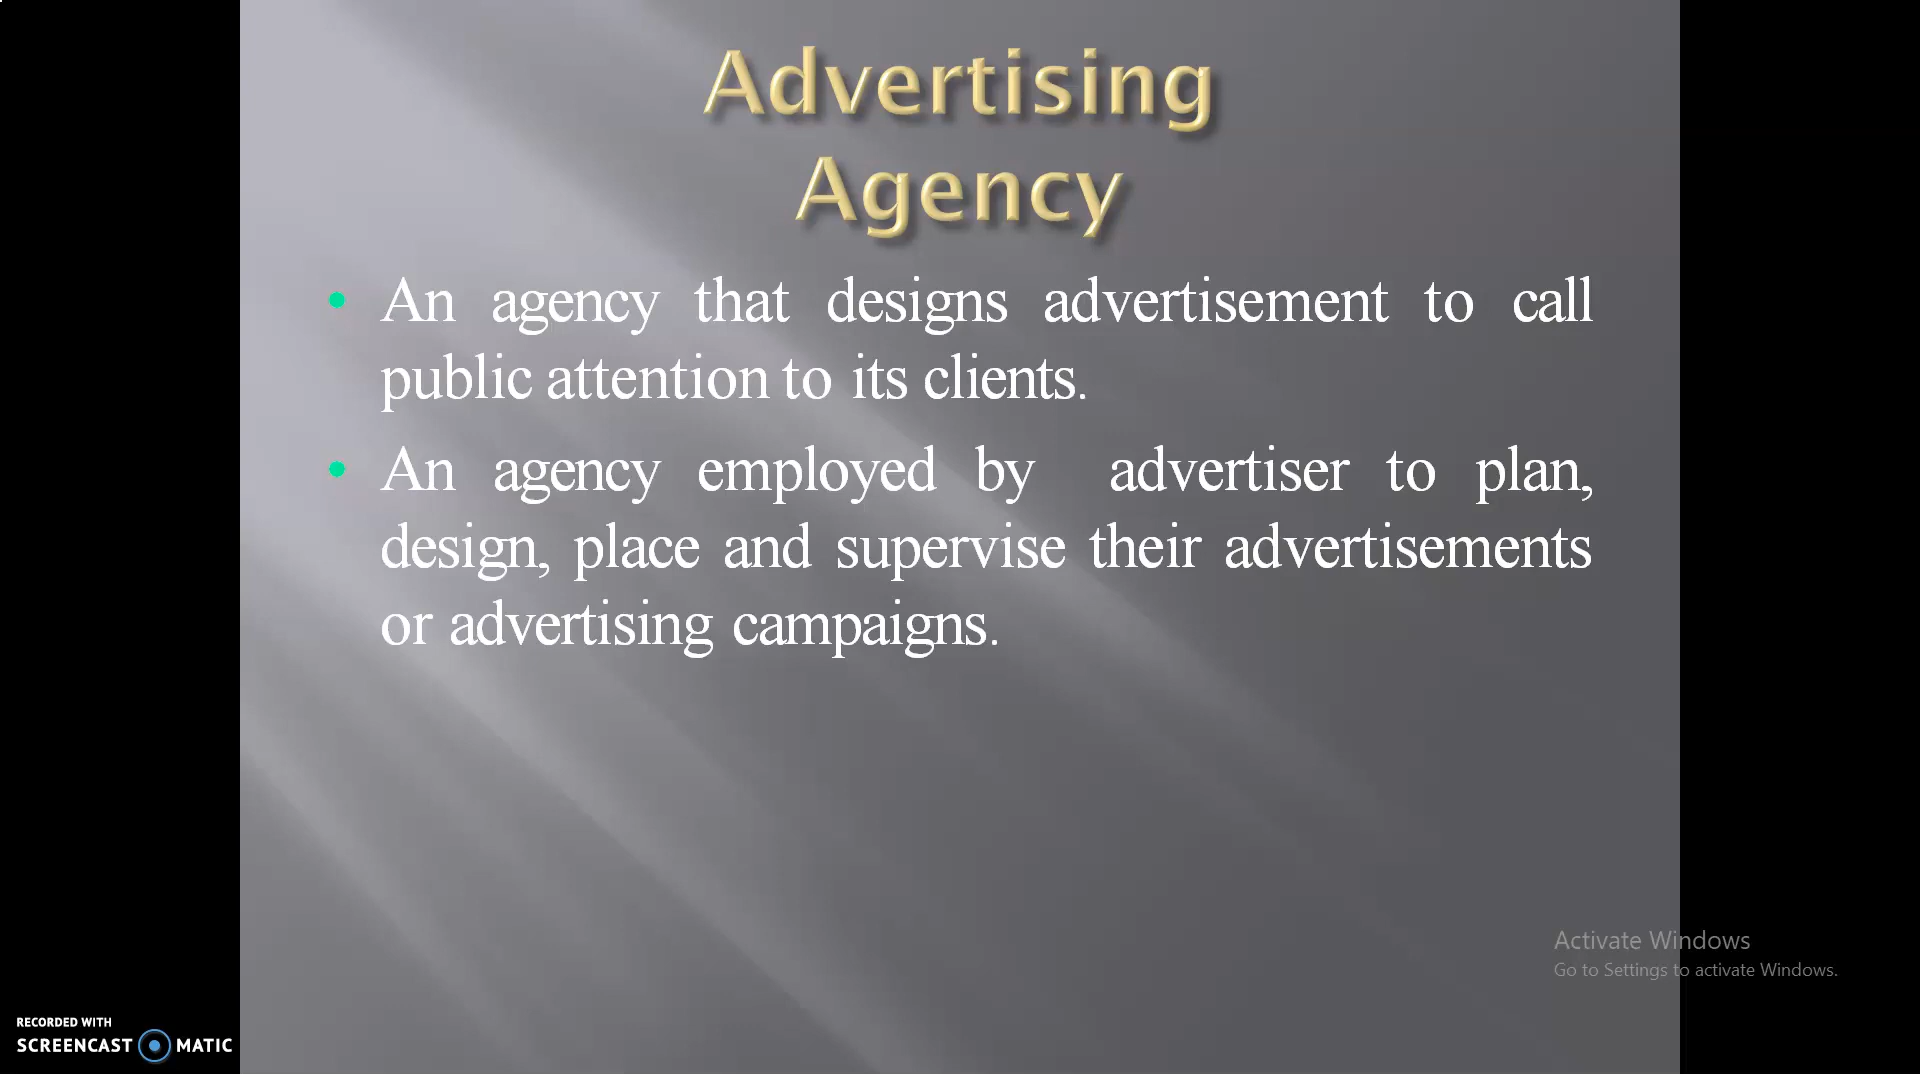 Advertising
Agency
• An agency that designs advertisement to call
public attention to its clients.
• An agency employed by advertiser to plan,
design, place and supervise their advertisements
or advertising campaigns.
Activate Windows
Go to Settings to activate Windows.
RECORDED WITH
SCREENCAST MATIC